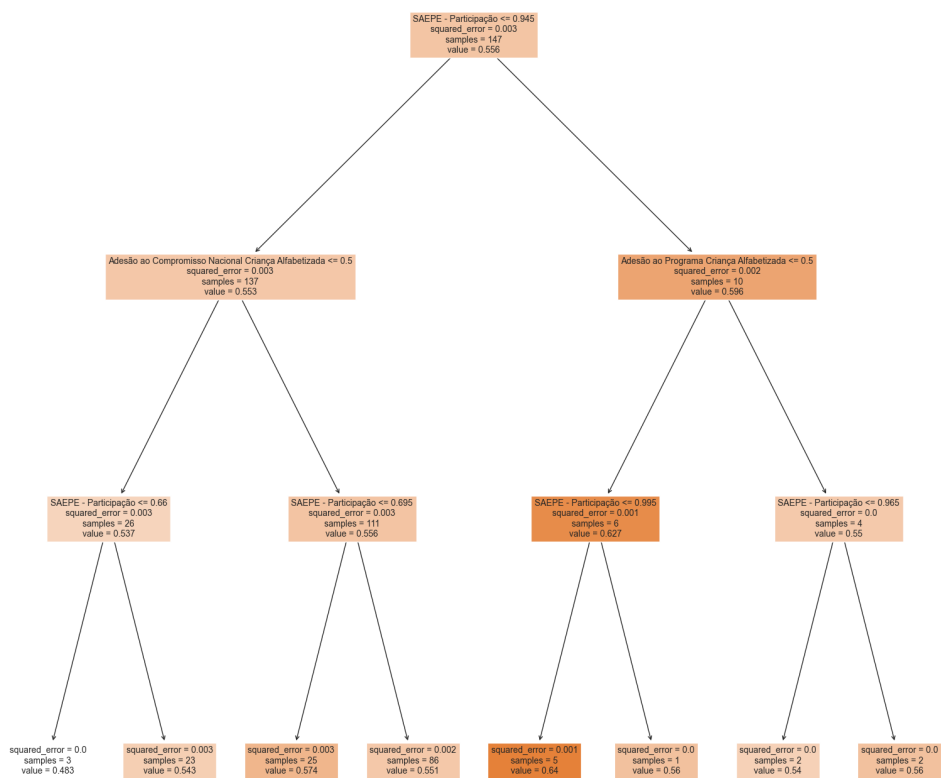 SAEPE - Participação <= 0.945
squared_error = 0.003
samples = 147
value = 0.556
Adesão ao Compromisso Nacional Criança Alfabetizada <= 0.5
squared_error = 0.003
samples = 137
value = 0.553
Adesão ao Programa Criança Alfabetizada <= 0.5
squared_error = 0.002
samples = 10
value = 0.596
SAEPE - Participação <= 0.66
squared_error = 0.003
samples = 26
value = 0.537
SAEPE - Participação <= 0.695
squared_error = 0.003
samples = 111
value = 0.556
SAEPE - Participação <= 0.995
squared_error = 0.001
samples = 6
value = 0.627
SAEPE - Participação <= 0.965
squared_error = 0.0
samples = 4
value = 0.55
squared_error = 0.0
samples = 3
value = 0.483
squared_error = 0.003
samples = 23
value = 0.543
squared_error = 0.003
samples = 25
value = 0.574
squared_error = 0.002
samples = 86
value = 0.551
squared_error = 0.001
samples = 5
value = 0.64
squared_error = 0.0
samples = 1
value = 0.56
squared_error = 0.0
samples = 2
value = 0.54
squared_error = 0.0
samples = 2
value = 0.56